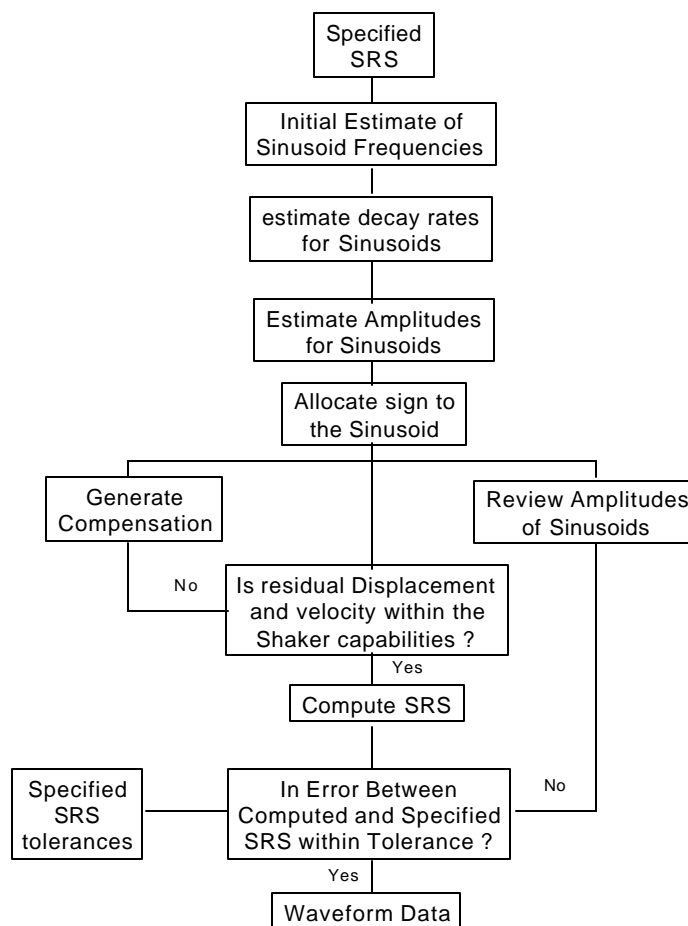 Specified
SRS
Initial Estimate of
Sinusoid Frequencies
estimate decay rates
for Sinusoids
Estimate Amplitudes
for Sinusoids
Allocate sign to
the Sinusoid
Generate
Compensation
Review Amplitudes
of Sinusoids
No
Is residual Displacement
and velocity within the
Shaker capabilities ?
Yes
Compute SRS
Specified
SRS
tolerances
In Error Between
Computed and Specified
SRS within Tolerance ?
No
Yes
Waveform Data